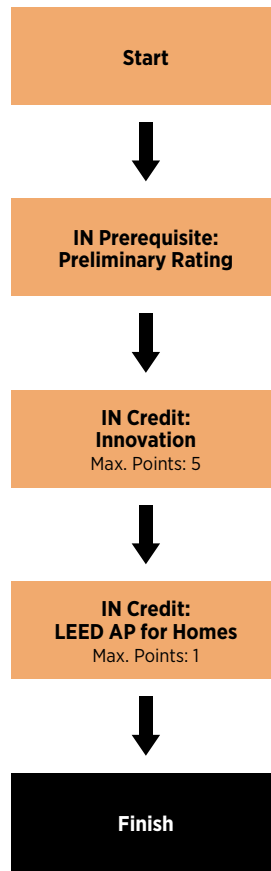 Start
IN Prerequisite:
Preliminary Rating
IN Credit:
Innovation
Max. Points: 5
IN Credit:
LEED AP for Homes
Max. Points: 1
Finish